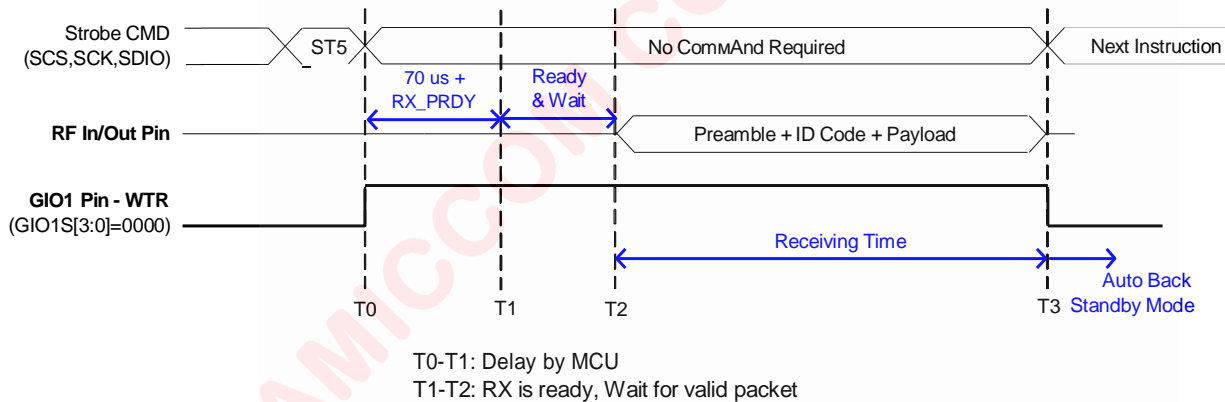 Strobe CMD
(SCS,SCK,SDIO)
ST5
No CommAnd Required
Next Instruction
70 us +
RX_PRDY
Ready
& Wait
RF In/Out Pin
Preamble + ID Code + Payload
GIO1 Pin - WTR
(GIO1S[3:0]=0000)
Receiving Time
Auto Back
Standby Mode
T0
T1
T2
T3
T0-T1: Delay by MCU
T1-T2: RX is ready, Wait for valid packet
AMICCOM CO